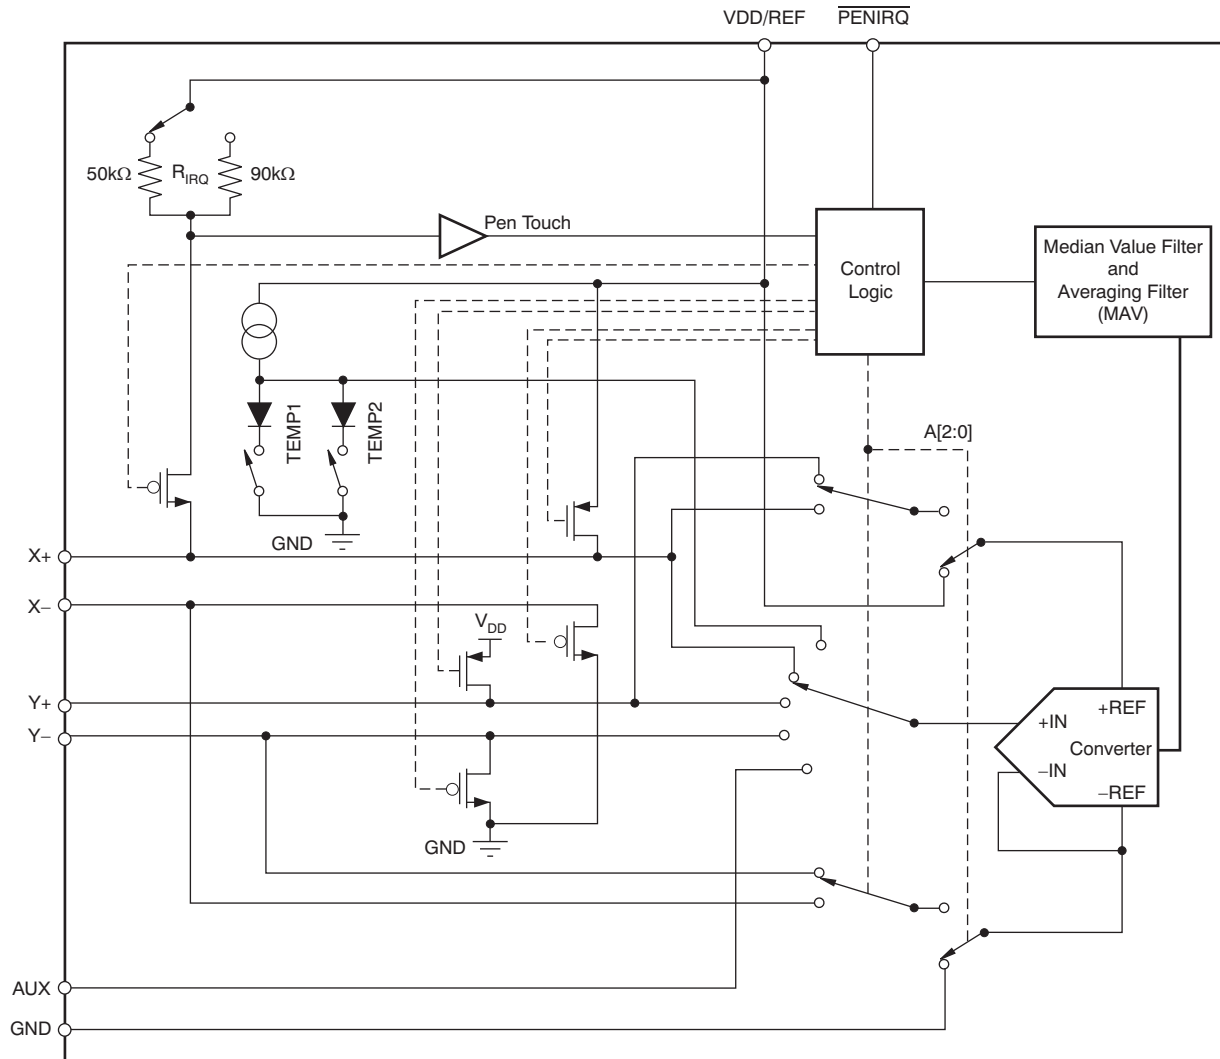 VDD/REF
PENIRQ
50kΩ
RIRQ
90kΩ
Pen Touch
Control
Logic
Median Value Filter
and
Averaging Filter
(MAV)
TEMP1
TEMP2
A[2:0]
GND
X+
X−
VDD
Y+
Y−
+IN
+REF
Converter
−IN
−REF
GND
AUX
GND